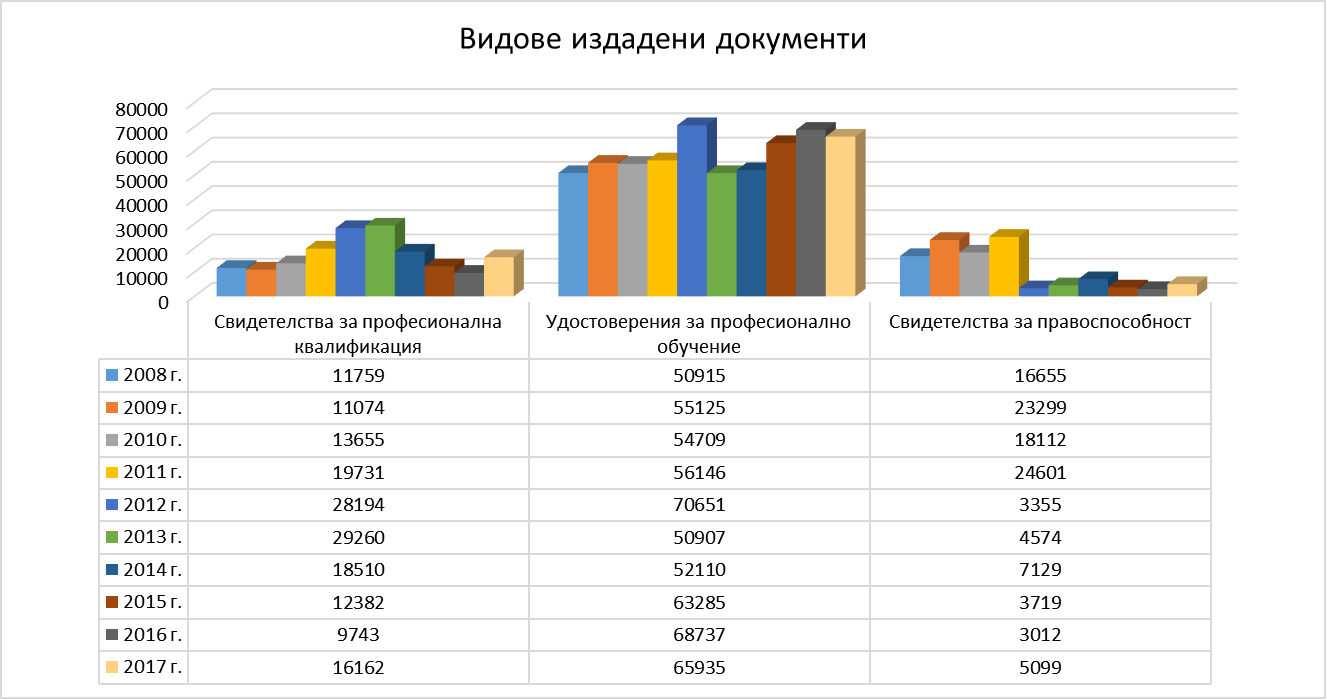 Видове издадени документи
80000
70000
60000
50000
40000
30000
20000
10000
0
Свидетелства за професионална
квалификация
Удостоверения за професионално
обучение
Свидетелства за правоспособност
2008 г. 11759 50915 16655
2009 г. 11074 55125 23299
2010 г. 13655 54709 18112
2011 г. 19731 56146 24601
2012 г. 28194 70651 3355
2013 г. 29260 50907 4574
2014 г. 18510 52110 7129
2015 г. 12382 63285 3719
2016 г. 9743 68737 3012
2017 г. 16162 65935 5099